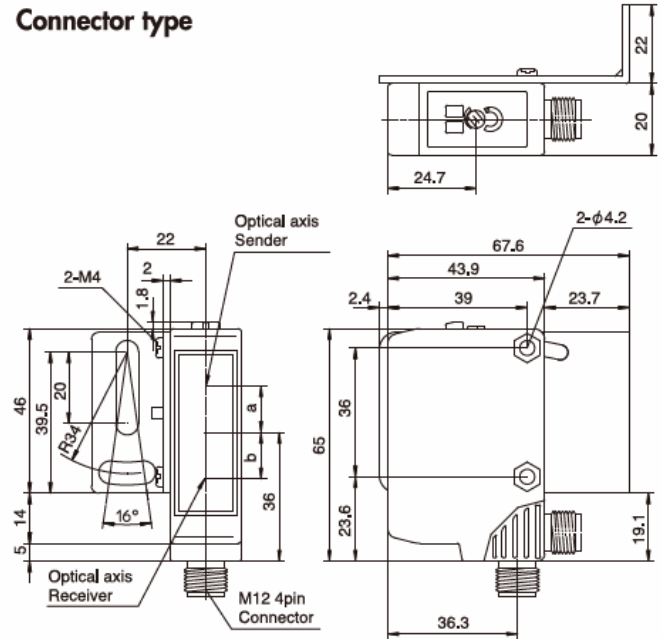 Connector type
22
20
24.7
Optical axis
Sender
22
2
2-M4
1.8
46
39.5
20
R34
16°
14
5
a
b
36
Optical axis
Receiver
M12 4pin
Connector
2-ϕ4.2
67.6
43.9
2.4
39
23.7
65
36
23.6
19.1
36.3